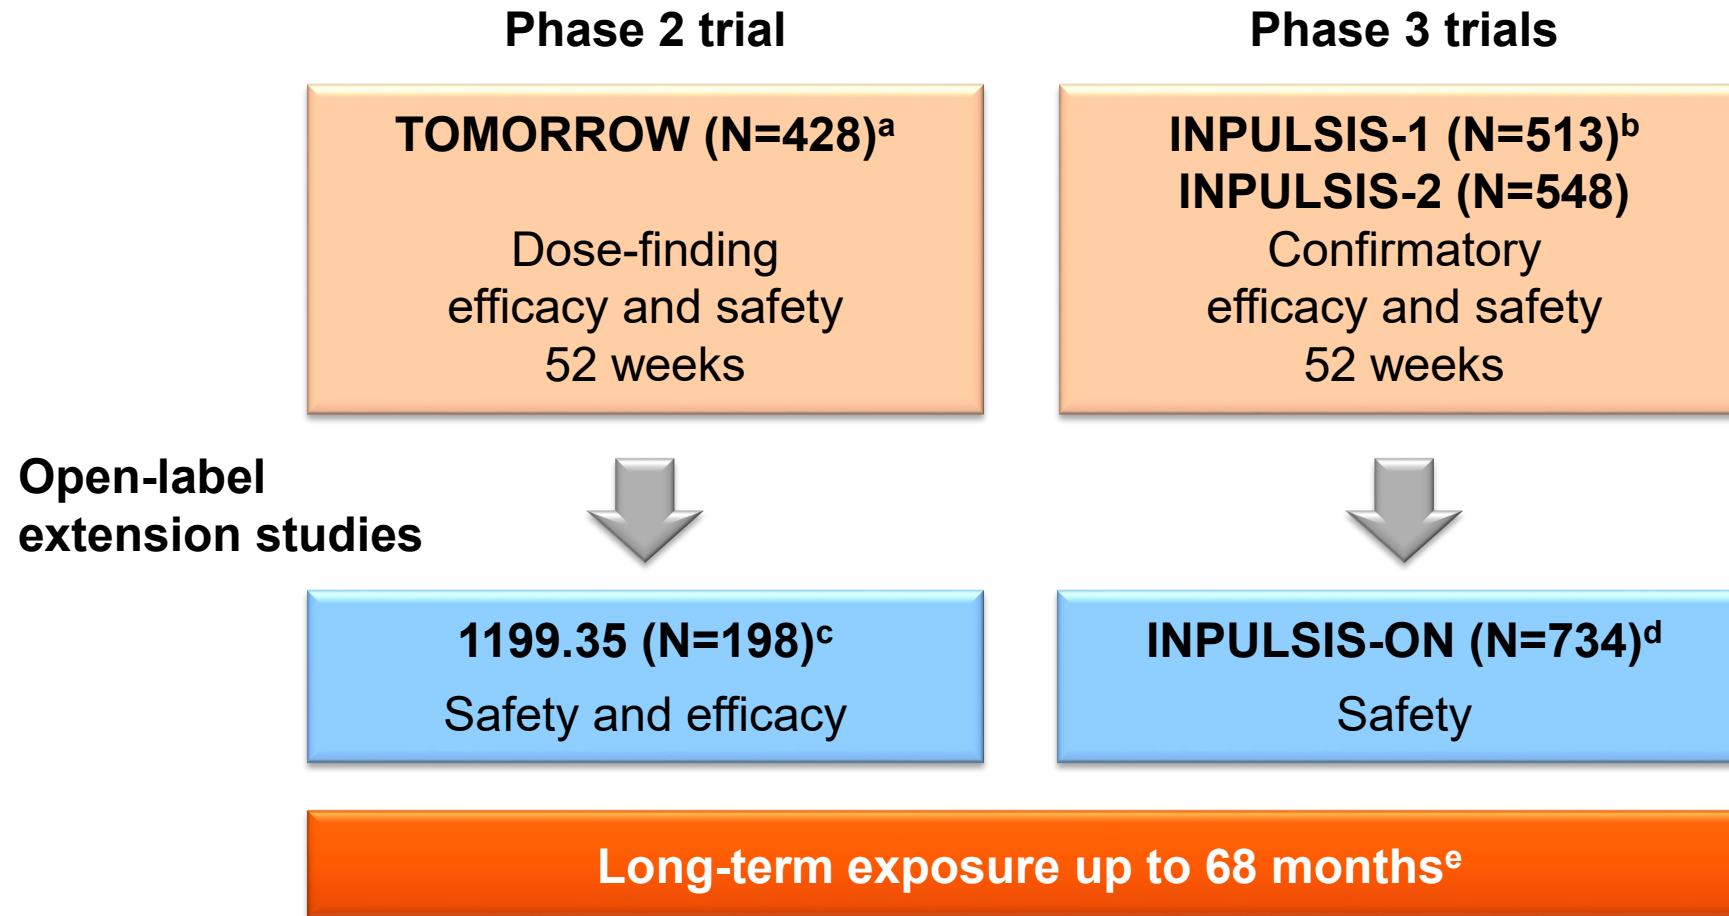 Phase 2 trial
Phase 3 trials
TOMORROW (N=428)ᵃ
Dose-finding
efficacy and safety
52 weeks
INPULSIS-1 (N=513)ᵇ
INPULSIS-2 (N=548)
Confirmatory
efficacy and safety
52 weeks
Open-label
extension studies
1199.35 (N=198)ᶜ
Safety and efficacy
INPULSIS-ON (N=734)ᵈ
Safety
Long-term exposure up to 68 monthsᵉ